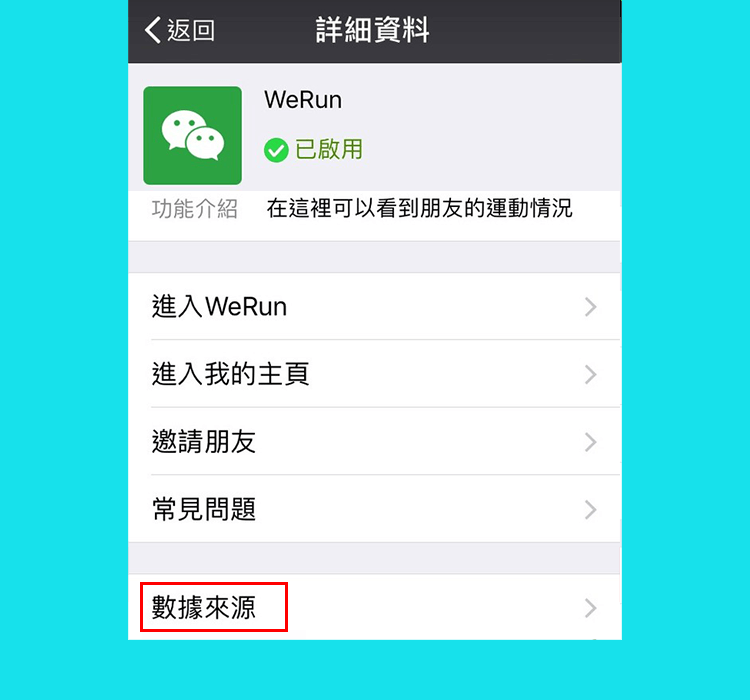 返回
詳細資料
WeRun
已啟用
功能介紹 在這裡可以看到朋友的運動情況
進入WeRun
進入我的主頁
邀請朋友
常見問題
數據來源